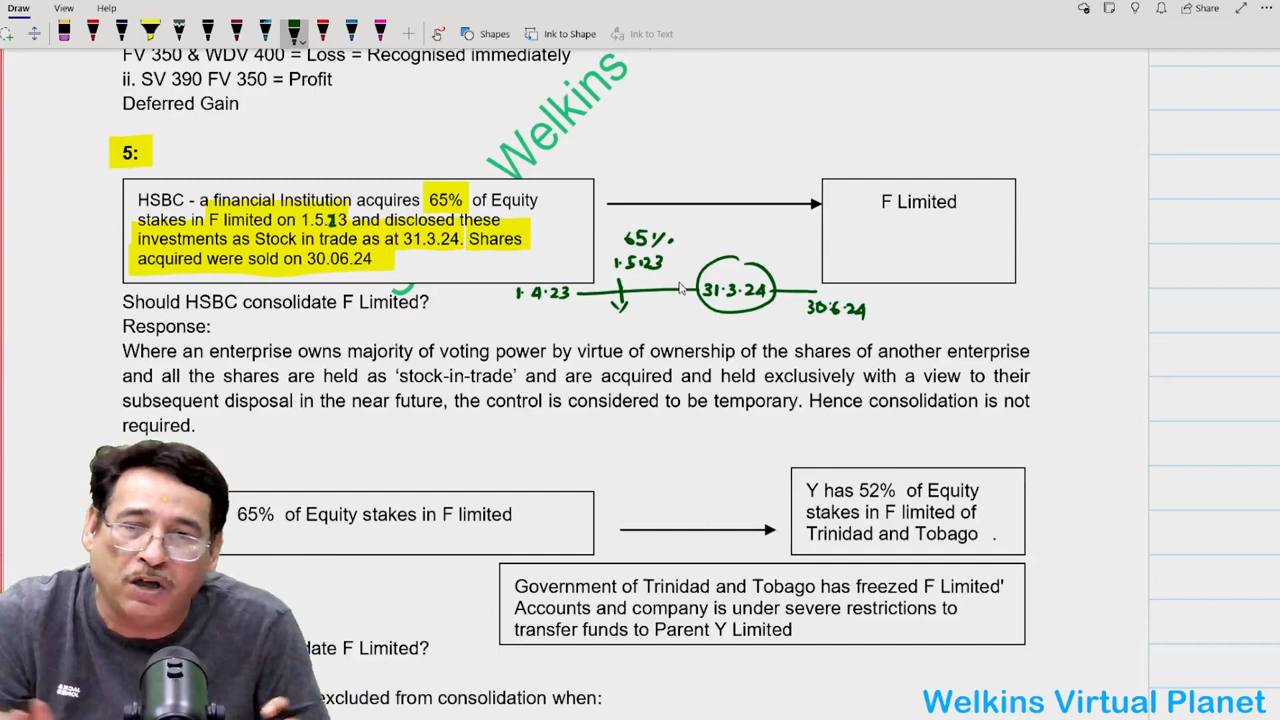 Draw View Help
Share
Shapes Ink to Shape Ink to Text
FV 350 & WDV 400 = Loss = Recognised immediately
ii. SV 390 FV 350 = Profit
Deferred Gain
Welkins
5:
HSBC - a financial Institution acquires 65% of Equity
stakes in F limited on 1.5.23 and disclosed these
investments as Stock in trade as at 31.3.24. Shares
acquired were sold on 30.06.24
F Limited
65%
1.5.23
1.4.23
31.3.24
30.6.24
Should HSBC consolidate F Limited?
Response:
Where an enterprise owns majority of voting power by virtue of ownership of the shares of another enterprise
and all the shares are held as ‘stock-in-trade’ and are acquired and held exclusively with a view to their
subsequent disposal in the near future, the control is considered to be temporary. Hence consolidation is not
required.
65% of Equity stakes in F limited
Y has 52% of Equity
stakes in F limited of
Trinidad and Tobago .
Government of Trinidad and Tobago has freezed F Limited'
Accounts and company is under severe restrictions to
transfer funds to Parent Y Limited
date F Limited?
excluded from consolidation when:
Welkins Virtual Planet